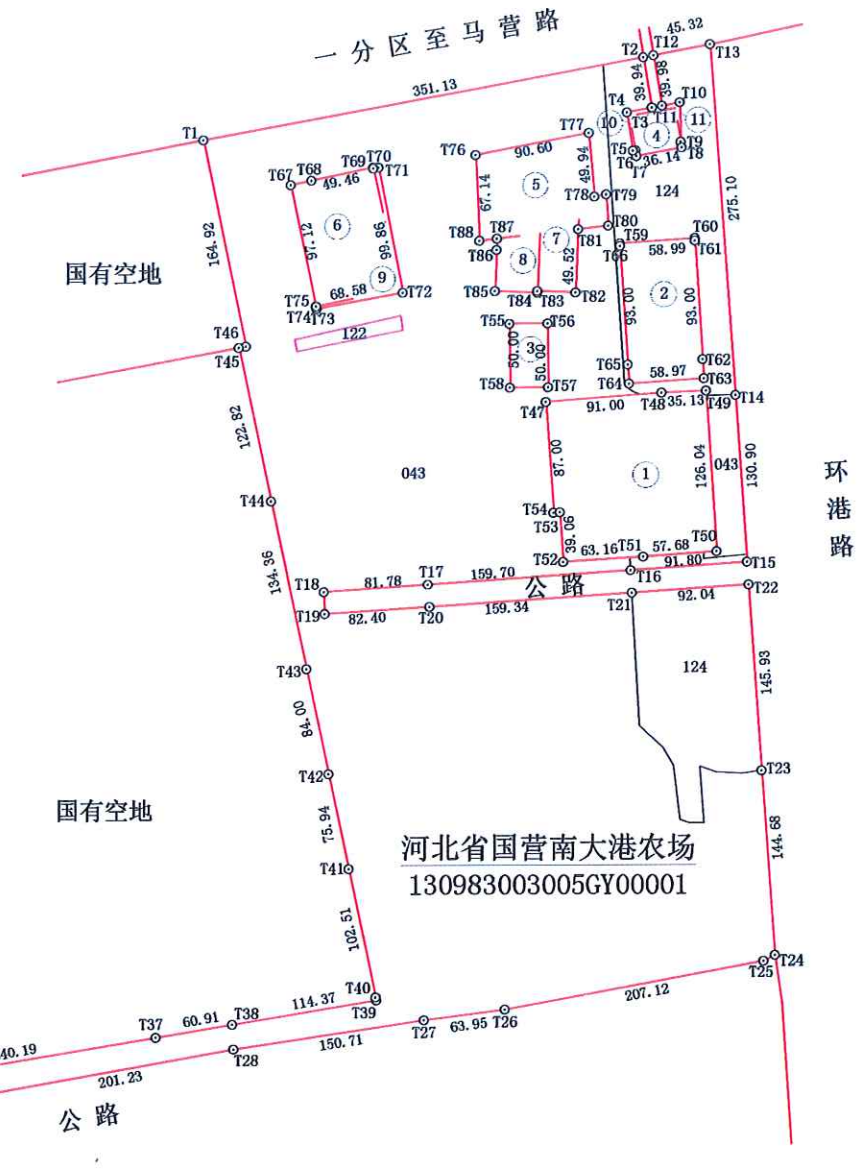 一分区至马营路
45.32
T2
T12
T13
39.94
39.98
351.13
T4
T10
10
T3
T11
11
4
T1
T77
T5
T9
T6
36.14
T8
T7
T76
90.60
T69
T70
T71
T67
T68
49.46
49.94
5
67.14
T78
T79
124
275.10
6
97.12
99.86
T88
T87
7
T81
T80
T59
T60
164.92
T86
T66
58.99
T61
国有空地
8
49.52
9
68.58
T72
T85
T84
T83
T82
2
T75
T74
T73
93.00
93.00
122
T55
T56
T46
T45
50.00
3
50.00
T65
T62
T58
T57
T64
58.97
T63
T47
91.00
T48
35.13
T49
T14
122.82
87.00
043
1
126.04
043
130.90
环港路
T44
T54
T53
39.06
T51
57.68
T50
T52
63.16
91.80
T15
134.36
T18
81.78
T17
159.70
T16
公路
T22
T19
82.40
T20
159.34
T21
92.04
T43
124
145.93
84.00
T42
T23
国有空地
75.94
河北省国营南大港农场
130983003005GY00001
144.68
T41
102.51
T24
T25
T40
T39
114.37
207.12
T38
60.91
T37
T27
63.95
T26
40.19
T28
150.71
201.23
公路